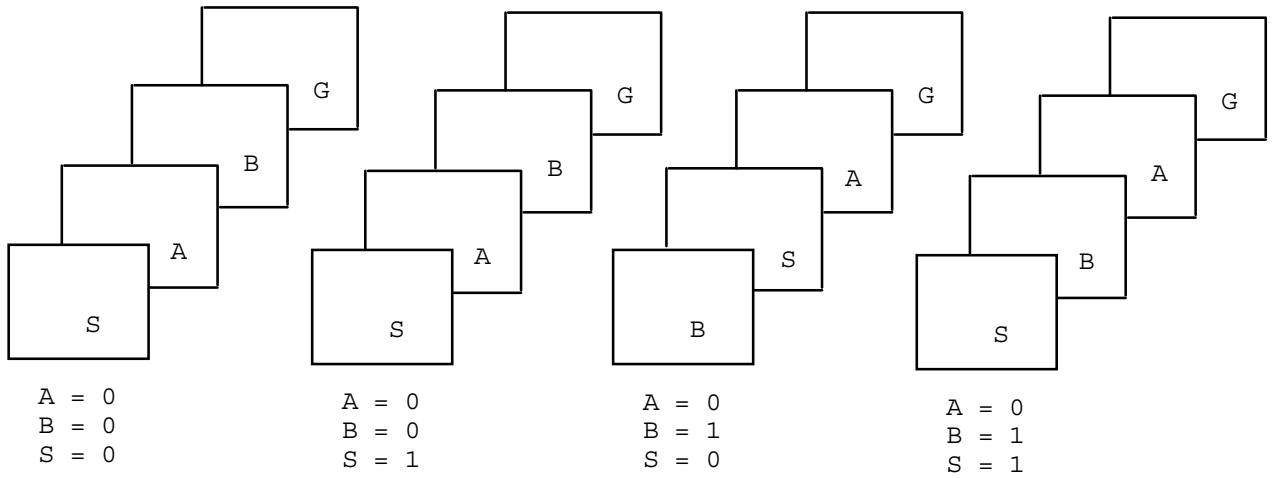 G
B
A
S
A = 0
B = 0
S = 0
G
B
A
S
A = 0
B = 0
S = 1
G
A
S
B
A = 0
B = 1
S = 0
G
A
B
S
A = 0
B = 1
S = 1